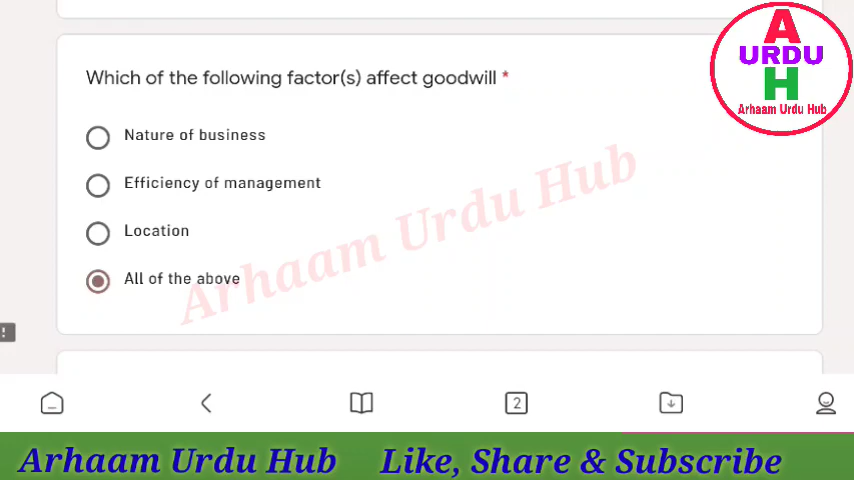 A
URDU
H
Arhaam Urdu Hub
Which of the following factor(s) affect goodwill *
Nature of business
Efficiency of management
Location
All of the above
Arhaam Urdu Hub
!
2
Arhaam Urdu Hub Like, Share & Subscribe